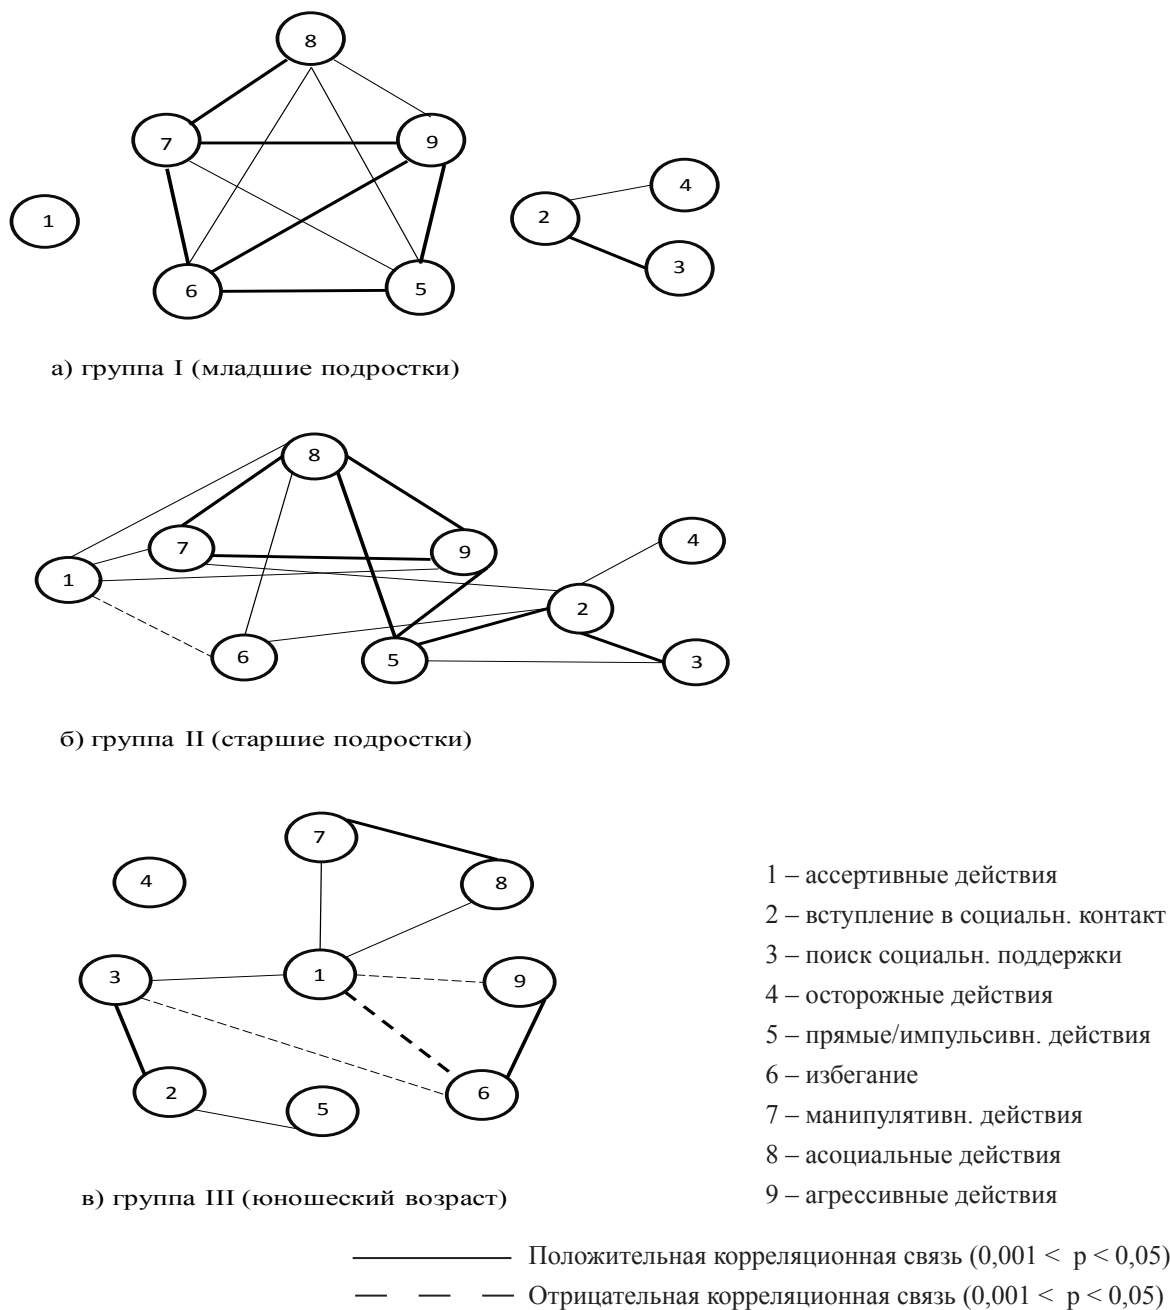 8
7
9
1
2
4
3
6
5
а) группа I (младшие подростки)
8
7
9
4
1
2
6
5
3
б) группа II (старшие подростки)
7
4
8
3
1
9
2
5
6
в) группа III (юношеский возраст)
1 – ассертивные действия
2 – вступление в социальн. контакт
3 – поиск социальн. поддержки
4 – осторожные действия
5 – прямые/импульсивн. действия
6 – избегание
7 – манипулятивн. действия
8 – асоциальные действия
9 – агрессивные действия
Положительная корреляционная связь (0,001 < p < 0,05)
Отрицательная корреляционная связь (0,001 < p < 0,05)